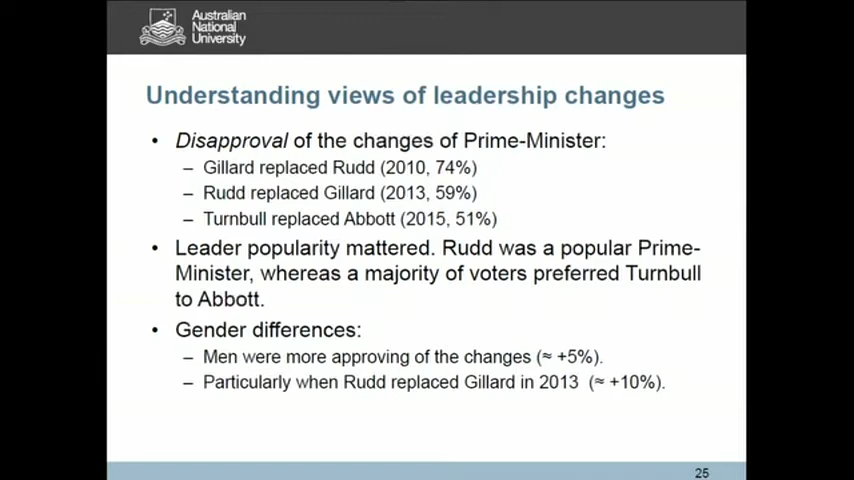 Australian
National
University
Understanding views of leadership changes
• Disapproval of the changes of Prime-Minister:
– Gillard replaced Rudd (2010, 74%)
– Rudd replaced Gillard (2013, 59%)
– Turnbull replaced Abbott (2015, 51%)
• Leader popularity mattered. Rudd was a popular Prime-
Minister, whereas a majority of voters preferred Turnbull
to Abbott.
• Gender differences:
– Men were more approving of the changes (≈ +5%).
– Particularly when Rudd replaced Gillard in 2013 (≈ +10%).
25